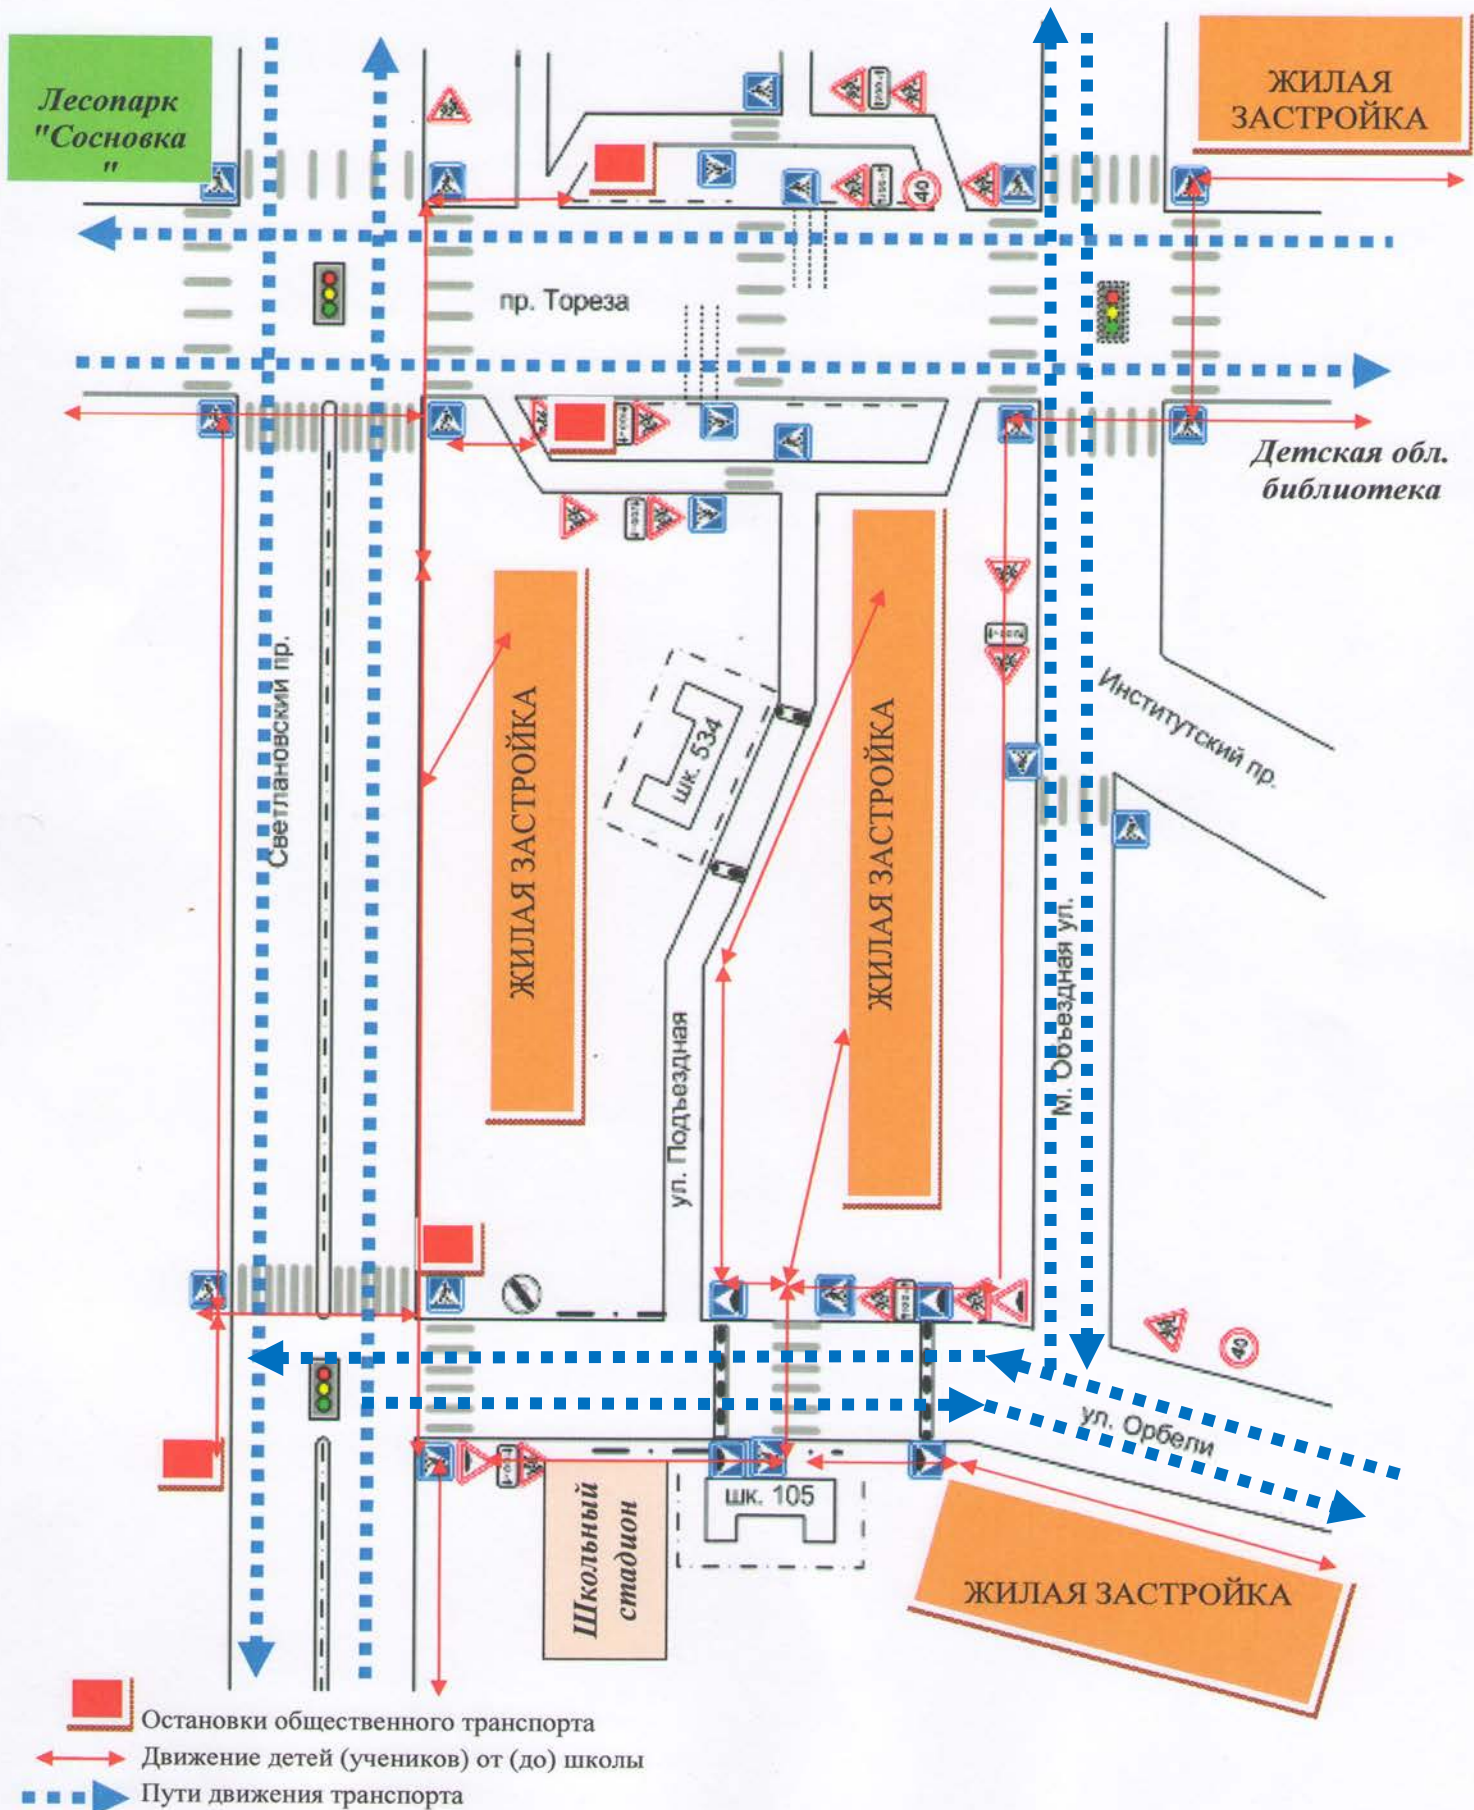 Лесопарк
"Сосновка
"
ЖИЛАЯ
ЗАСТРОЙКА
40
пр. Тореза
Детская обл.
библиотека
Светлановский пр.
ЖИЛАЯ ЗАСТРОЙКА
шк. 534
ЖИЛАЯ ЗАСТРОЙКА
Институтский пр.
М. Объездная ул.
ул. Подъездная
40
ул. Орбели
шк. 105
Школьный
стадион
ЖИЛАЯ ЗАСТРОЙКА
Остановки общественного транспорта
Движение детей (учеников) от (до) школы
Пути движения транспорта